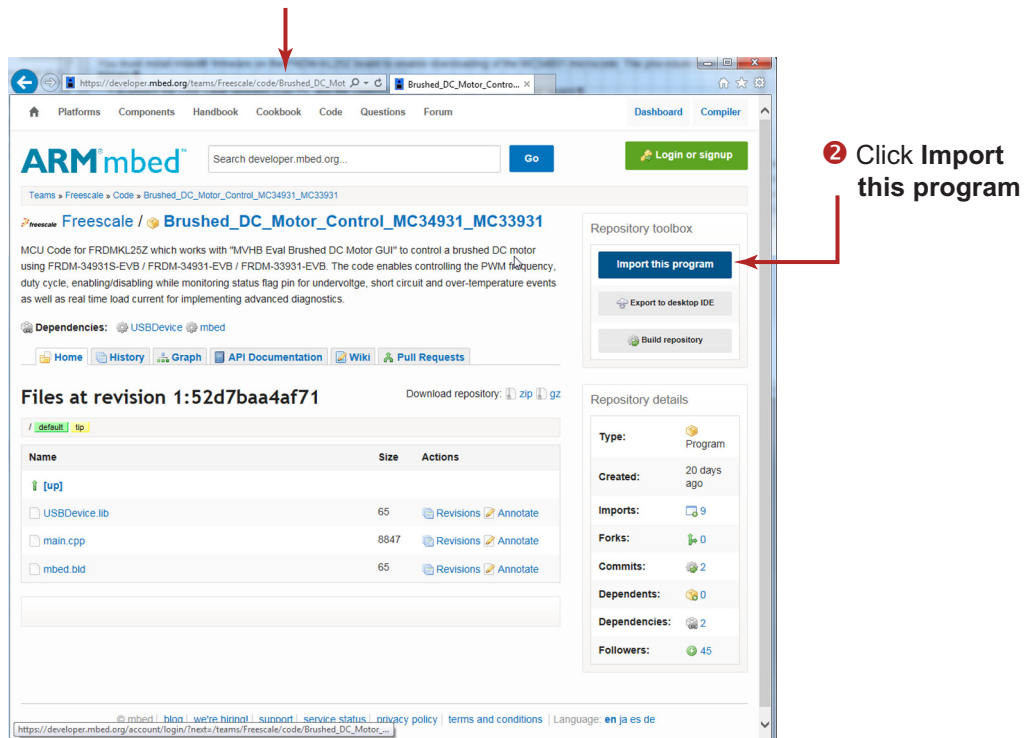 https://developer.mbed.org/teams/Freescale/code/Brushed_DC_Mot
Brushed_DC_Motor_Contro...
Platforms Components Handbook Cookbook Code Questions Forum Dashboard Compiler
ARM®mbed™ Search developer.mbed.org... Go Login or signup
❷ Click Import
this program
Teams » Freescale » Code » Brushed_DC_Motor_Control_MC34931_MC33931
freescale Freescale / Brushed_DC_Motor_Control_MC34931_MC33931
MCU Code for FRDMKL25Z which works with "MVHB Eval Brushed DC Motor GUI" to control a brushed DC motor
using FRDM-34931S-EVB / FRDM-34931-EVB / FRDM-33931-EVB. The code enables controlling the PWM frequency,
duty cycle, enabling/disabling while monitoring status flag pin for undervoltge, short circuit and over-temperature events
as well as real time load current for implementing advanced diagnostics.
Dependencies: USBDevice mbed
Home History Graph API Documentation Wiki Pull Requests
Repository toolbox
Import this program
Export to desktop IDE
Build repository
Files at revision 1:52d7baa4af71 Download repository: zip gz
/ default tip
Name Size Actions
[up]
USBDevice.lib 65 Revisions Annotate
main.cpp 8847 Revisions Annotate
mbed.bld 65 Revisions Annotate
Repository details
Type: Program
Created: 20 days
ago
Imports: 9
Forks: 0
Commits: 2
Dependents: 0
Dependencies: 2
Followers: 45
© mbed | blog | we're hiring! | support | service status | privacy policy | terms and conditions | Language: en ja es de
https://developer.mbed.org/account/login/?next=/teams/Freescale/code/Brushed_DC_Motor_...